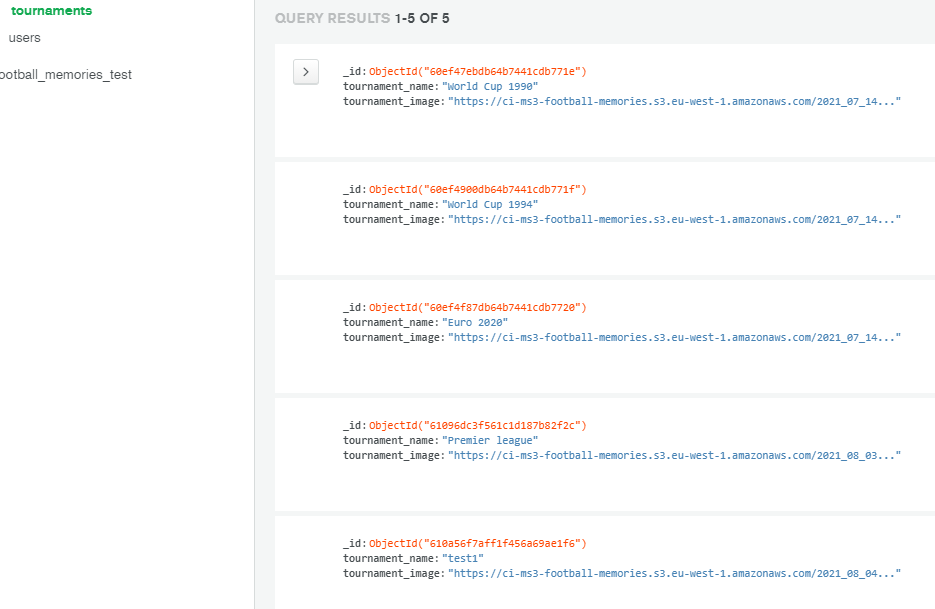 tournaments
users
ootball_memories_test
QUERY RESULTS 1-5 OF 5
_id: ObjectId("60ef47ebdb64b7441cdb771e")
tournament_name: "World Cup 1990"
tournament_image: "https://ci-ms3-football-memories.s3.eu-west-1.amazonaws.com/2021_07_14..."
_id: ObjectId("60ef4900db64b7441cdb771f")
tournament_name: "World Cup 1994"
tournament_image: "https://ci-ms3-football-memories.s3.eu-west-1.amazonaws.com/2021_07_14..."
_id: ObjectId("60ef4f87db64b7441cdb7720")
tournament_name: "Euro 2020"
tournament_image: "https://ci-ms3-football-memories.s3.eu-west-1.amazonaws.com/2021_07_14..."
_id: ObjectId("61096dc3f561c1d187b82f2c")
tournament_name: "Premier league"
tournament_image: "https://ci-ms3-football-memories.s3.eu-west-1.amazonaws.com/2021_08_03..."
_id: ObjectId("610a56f7aff1f456a69ae1f6")
tournament_name: "test1"
tournament_image: "https://ci-ms3-football-memories.s3.eu-west-1.amazonaws.com/2021_08_04..."